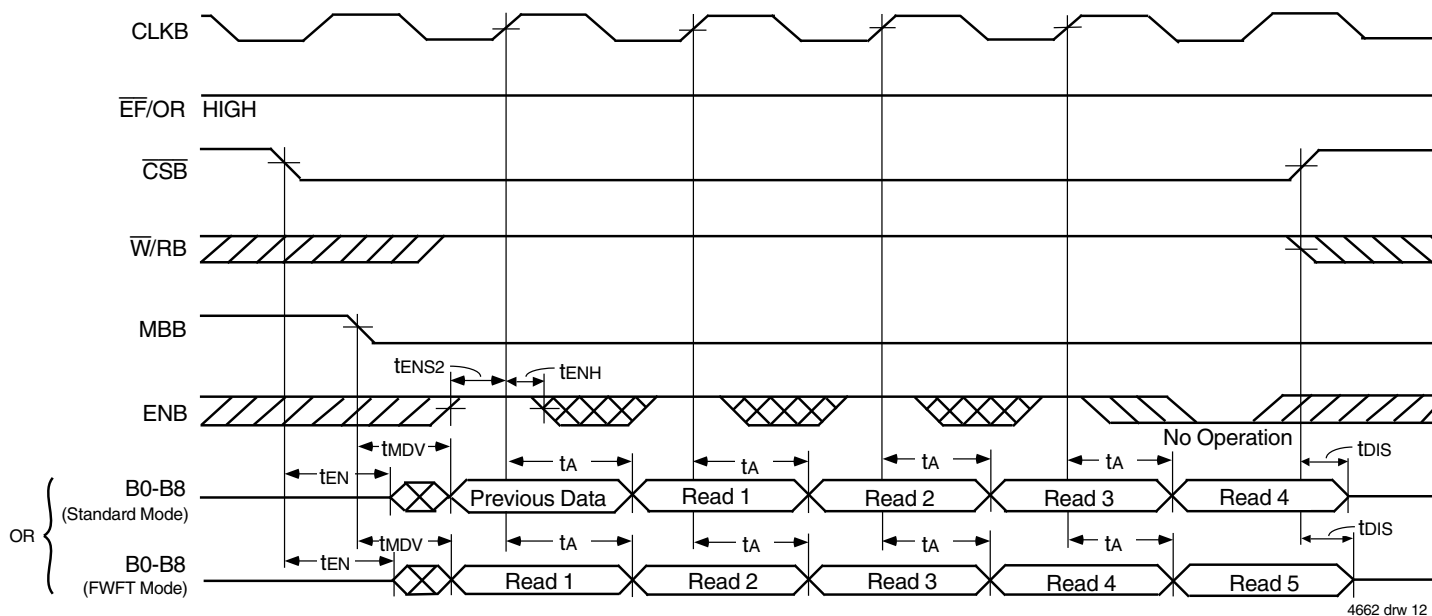 CLKB
EF/OR HIGH
CSB
W/RB
MBB
tENS2 tENH
ENB
No Operation
tMDV
tEN
tA tA tA tA tDIS
B0-B8 Previous Data Read 1 Read 2 Read 3 Read 4
(Standard Mode)
OR
tMDV tA tA tA tA tDIS
tEN
B0-B8 Read 1 Read 2 Read 3 Read 4 Read 5
(FWFT Mode)
4662 drw 12